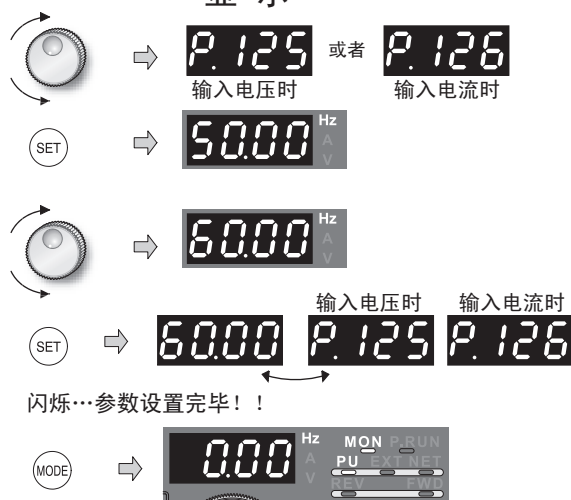 显 示
P. 125 或者 P. 126
输入电压时 输入电流时
SET 50.00 Hz A V
60.00 Hz A V
输入电压时 输入电流时
SET 60.00 P. 125 P. 126
闪烁…参数设置完毕！！
MODE 0.00 Hz A V MON P.RUN
PU EXT NET
REV FWD